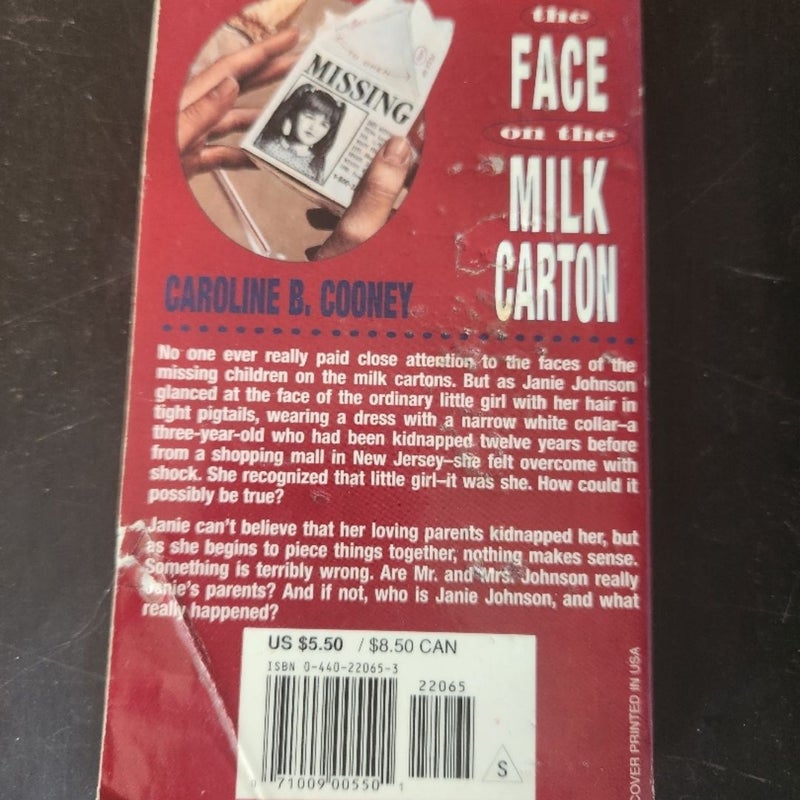 the
FACE
on the
MILK
CARTON
TO OPEN
MISSING
CAROLINE B. COONEY
No one ever really paid close attention to the faces of the
missing children on the milk cartons. But as Janie Johnson
glanced at the face of the ordinary little girl with her hair in
tight pigtails, wearing a dress with a narrow white collar–a
three-year-old who had been kidnapped twelve years before
from a shopping mall in New Jersey–she felt overcome with
shock. She recognized that little girl–it was she. How could it
possibly be true?
Janie can't believe that her loving parents kidnapped her, but
as she begins to piece things together, nothing makes sense.
Something is terribly wrong. Are Mr. and Mrs. Johnson really
Janie's parents? And if not, who is Janie Johnson, and what
really happened?
US $5.50 / $8.50 CAN
ISBN 0-440-22065-3
22065
0 71009 00550 1
S
COVER PRINTED IN USA